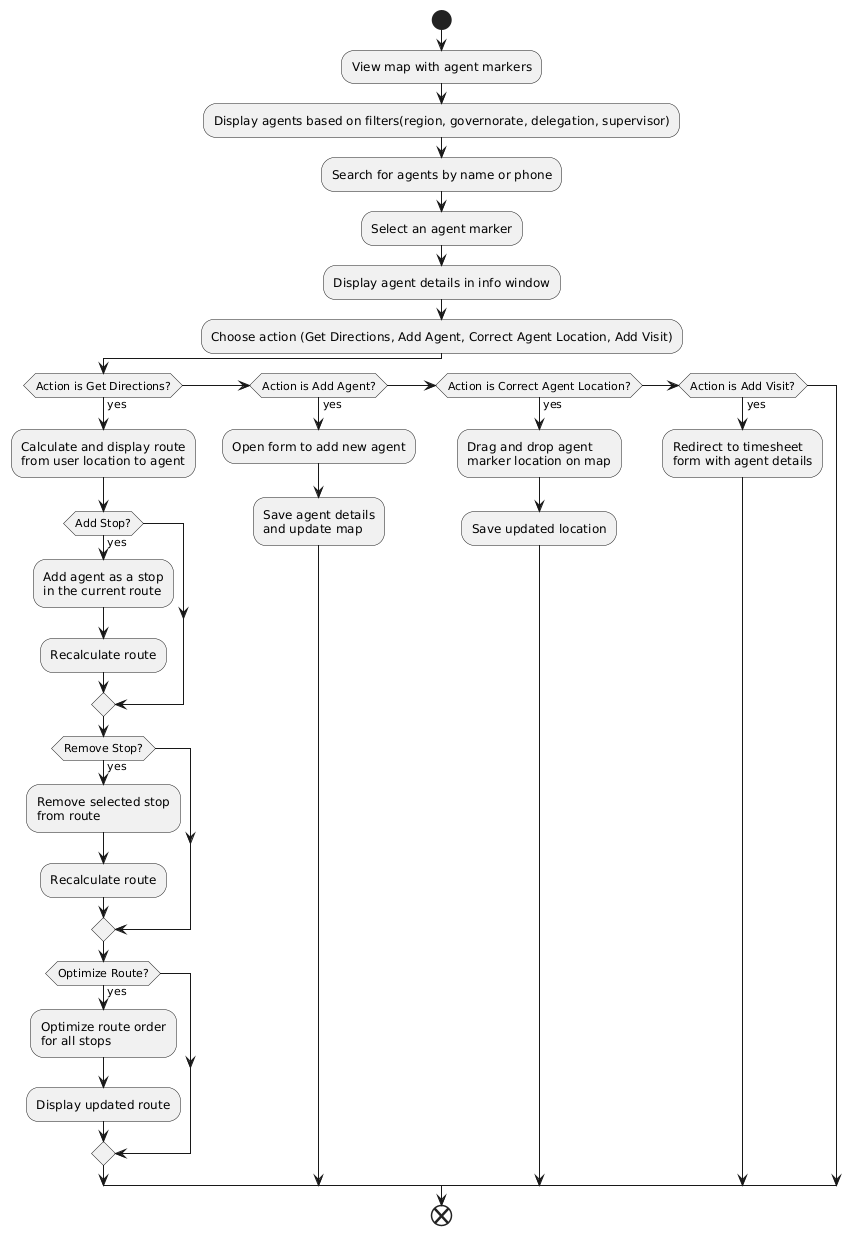 View map with agent markers
Display agents based on filters(region, governorate, delegation, supervisor)
Search for agents by name or phone
Select an agent marker
Display agent details in info window
Choose action (Get Directions, Add Agent, Correct Agent Location, Add Visit)
Action is Get Directions?
yes
Calculate and display route
from user location to agent
Add Stop?
yes
Add agent as a stop
in the current route
Recalculate route
Remove Stop?
yes
Remove selected stop
from route
Recalculate route
Optimize Route?
yes
Optimize route order
for all stops
Display updated route
Action is Add Agent?
yes
Open form to add new agent
Save agent details
and update map
Action is Correct Agent Location?
yes
Drag and drop agent
marker location on map
Save updated location
Action is Add Visit?
yes
Redirect to timesheet
form with agent details